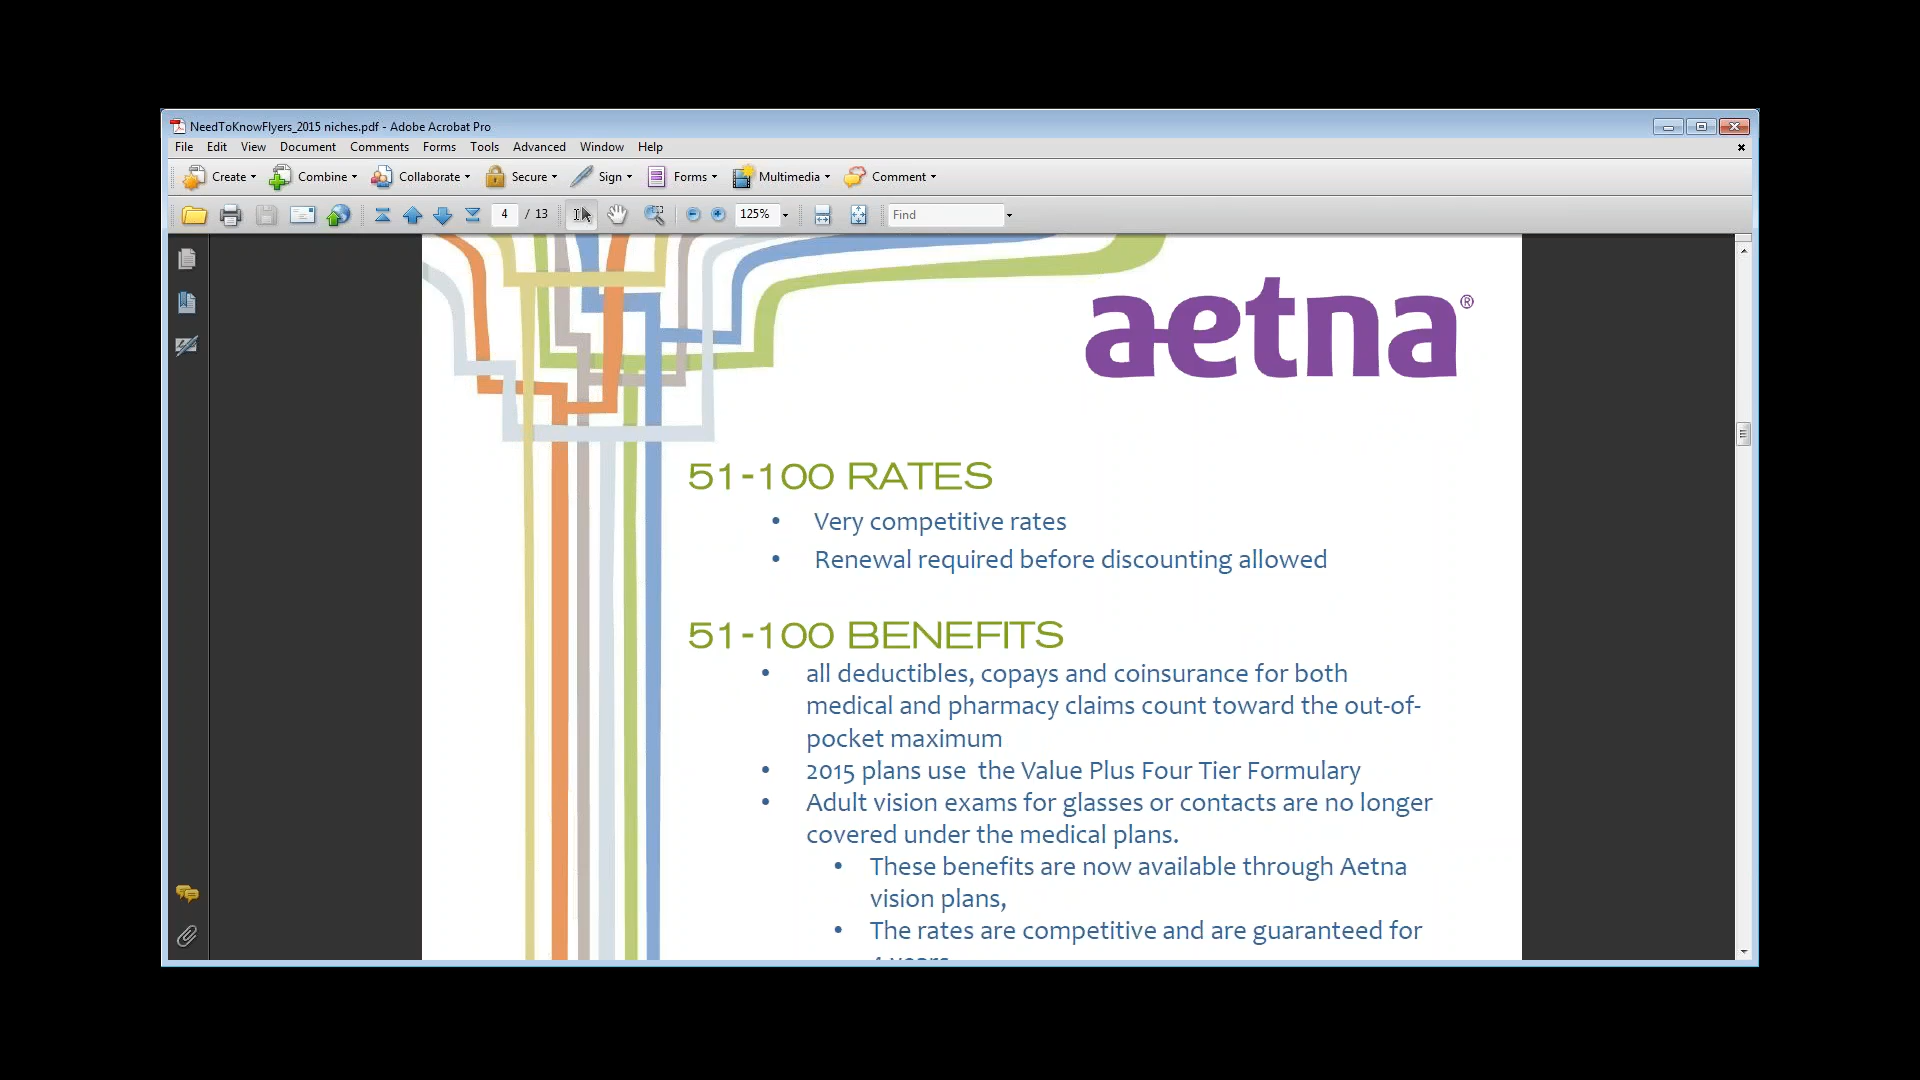 NeedToKnowFlyers_2015 niches.pdf - Adobe Acrobat Pro
File Edit View Document Comments Forms Tools Advanced Window Help
Create Combine Collaborate Secure Sign Forms Multimedia Comment
4 / 13 125% Find
aetna®
51-100 RATES
• Very competitive rates
• Renewal required before discounting allowed
51-100 BENEFITS
• all deductibles, copays and coinsurance for both
medical and pharmacy claims count toward the out-of-
pocket maximum
• 2015 plans use the Value Plus Four Tier Formulary
• Adult vision exams for glasses or contacts are no longer
covered under the medical plans.
• These benefits are now available through Aetna
vision plans,
• The rates are competitive and are guaranteed for